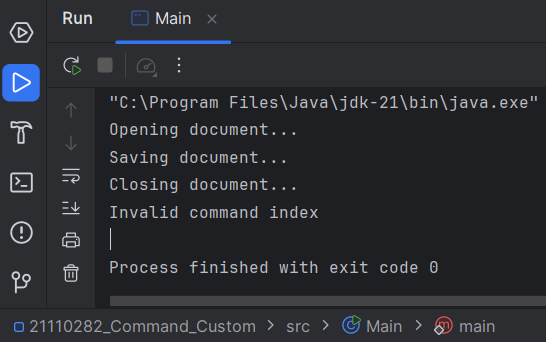 Run
Main
"C:\Program Files\Java\jdk-21\bin\java.exe"
Opening document...
Saving document...
Closing document...
Invalid command index
Process finished with exit code 0
21110282_Command_Custom > src > Main > main